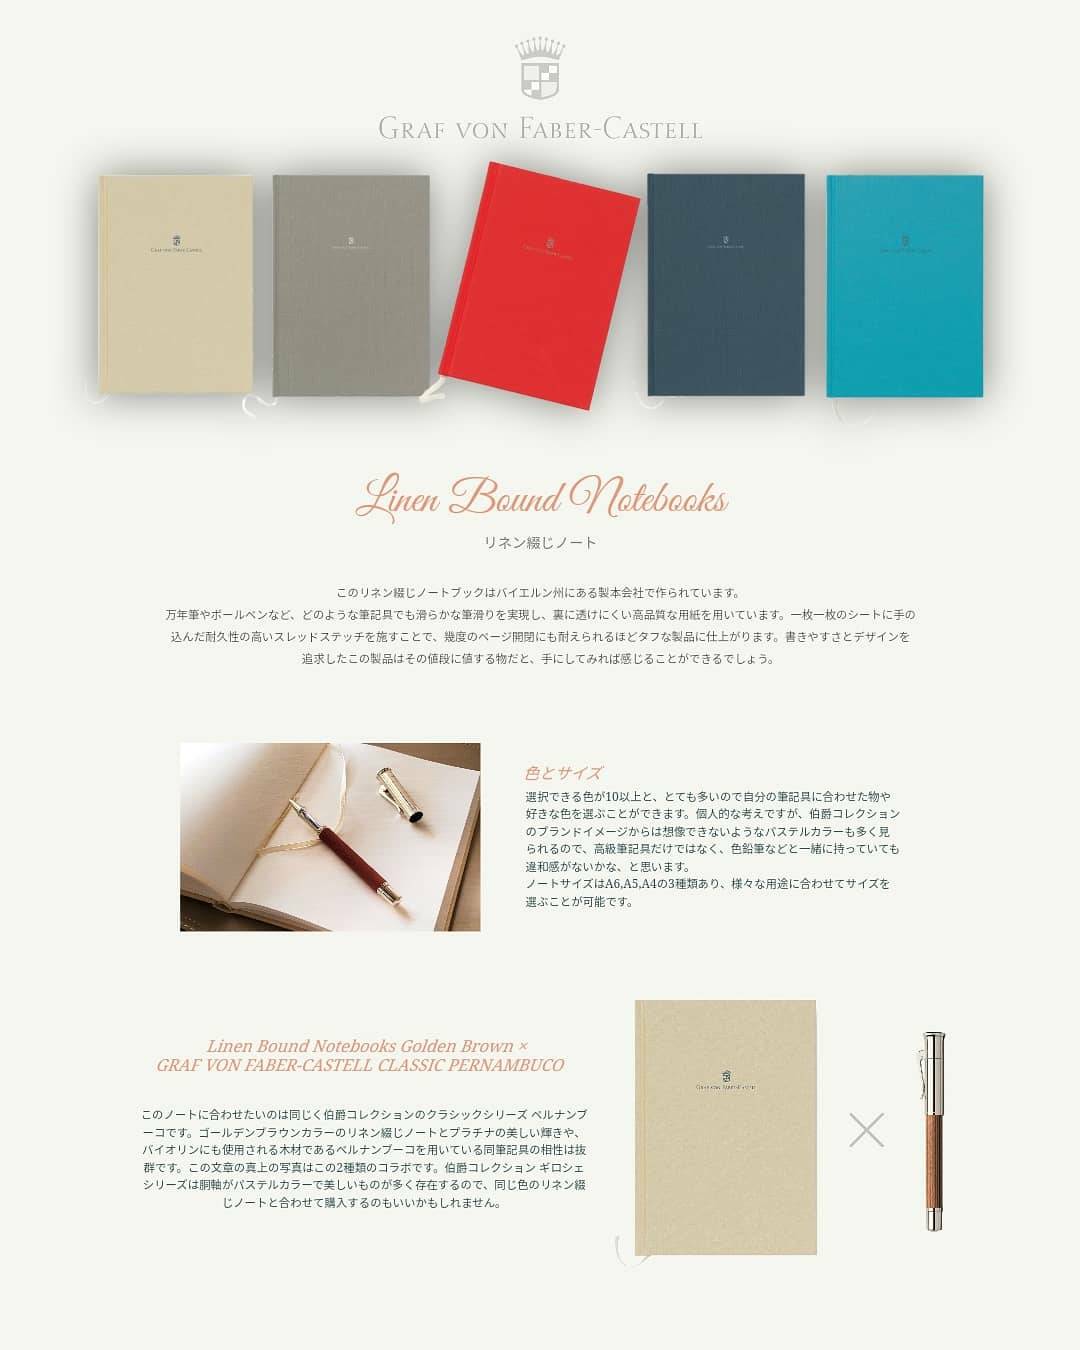 GRAF VON FABER-CASTELL
GRAF VON FABER-CASTELL
GRAF VON FABER-CASTELL
GRAF VON FABER-CASTELL
GRAF VON FABER-CASTELL
GRAF VON FABER-CASTELL
Linen Bound Notebooks
リネン綴じノート
このリネン綴じノートブックはバイエルン州にある製本会社で作られています。
万年筆やボールペンなど、どのような筆記具でも滑らかな筆滑りを実現し、裏に透けにくい高品質な用紙を用いています。一枚一枚のシートに手の
込んだ耐久性の高いスレッドステッチを施すことで、幾度のページ開閉にも耐えられるほどタフな製品に仕上がります。書きやすさとデザインを
追求したこの製品はその値段に値する物だと、手にしてみれば感じることができるでしょう。
色とサイズ
選択できる色が10以上と、とても多いので自分の筆記具に合わせた物や
好きな色を選ぶことができます。個人的な考えですが、伯爵コレクション
のブランドイメージからは想像できないようなパステルカラーも多く見
られるので、高級筆記具だけではなく、色鉛筆などと一緒に持っていても
違和感がないかな、と思います。
ノートサイズはA6,A5,A4の3種類あり、様々な用途に合わせてサイズを
選ぶことが可能です。
Linen Bound Notebooks Golden Brown ×
GRAF VON FABER-CASTELL CLASSIC PERNAMBUCO
このノートに合わせたいのは同じく伯爵コレクションのクラシックシリーズ ペルナンブ
ーコです。ゴールデンブラウンカラーのリネン綴じノートとプラチナの美しい輝きや、
バイオリンにも使用される木材であるペルナンブーコを用いている同筆記具の相性は抜
群です。この文章の真上の写真はこの2種類のコラボです。伯爵コレクション ギロシェ
シリーズは胴軸がパステルカラーで美しいものが多く存在するので、同じ色のリネン綴
じノートと合わせて購入するのもいいかもしれません。
GRAF VON FABER-CASTELL